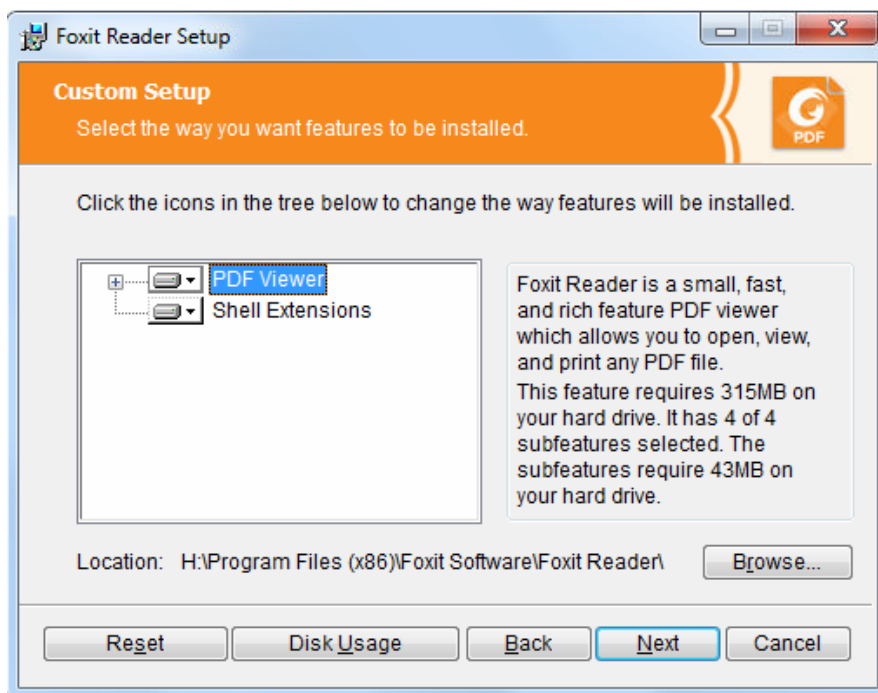 Foxit Reader Setup
Custom Setup
Select the way you want features to be installed.
PDF
Click the icons in the tree below to change the way features will be installed.
PDF Viewer
Shell Extensions
Foxit Reader is a small, fast,
and rich feature PDF viewer
which allows you to open, view,
and print any PDF file.
This feature requires 315MB on
your hard drive. It has 4 of 4
subfeatures selected. The
subfeatures require 43MB on
your hard drive.
Location: H:\Program Files (x86)\Foxit Software\Foxit Reader\ Browse...
Reset Disk Usage Back Next Cancel